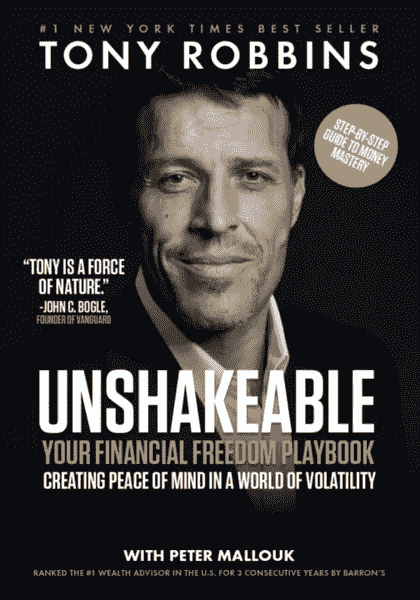 #1 NEW YORK TIMES BEST SELLER
TONY ROBBINS
STEP-BY-STEP
GUIDE TO MONEY
MASTERY
“TONY IS A FORCE
OF NATURE.”
-JOHN C. BOGLE,
FOUNDER OF VANGUARD
UNSHAKEABLE
YOUR FINANCIAL FREEDOM PLAYBOOK
CREATING PEACE OF MIND IN A WORLD OF VOLATILITY
WITH PETER MALLOUK
RANKED THE #1 WEALTH ADVISOR IN THE U.S. FOR 3 CONSECUTIVE YEARS BY BARRON'S